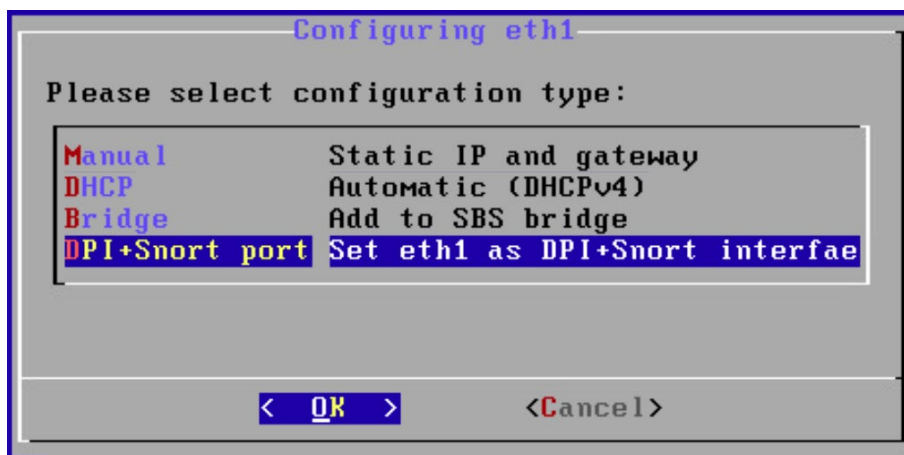 Configuring eth1
Please select configuration type:
Manual Static IP and gateway
DHCP Automatic (DHCPv4)
Bridge Add to SBS bridge
DPI+Snort port Set eth1 as DPI+Snort interfae
< OK > <Cancel>